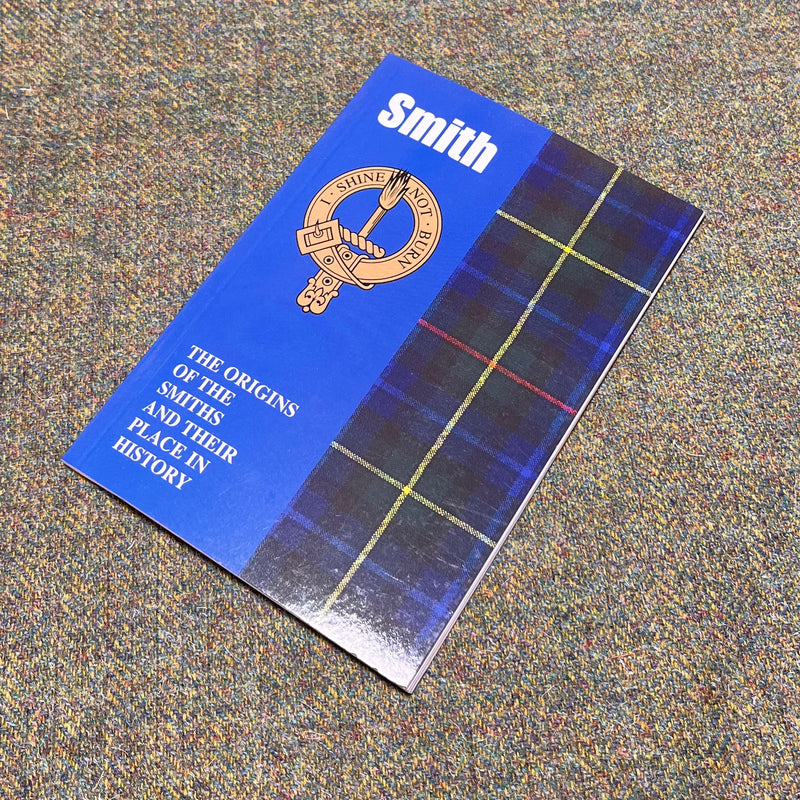 Smith
I · SHINE · NOT · BURN
THE ORIGINS
OF THE
SMITHS
AND THEIR
PLACE IN
HISTORY